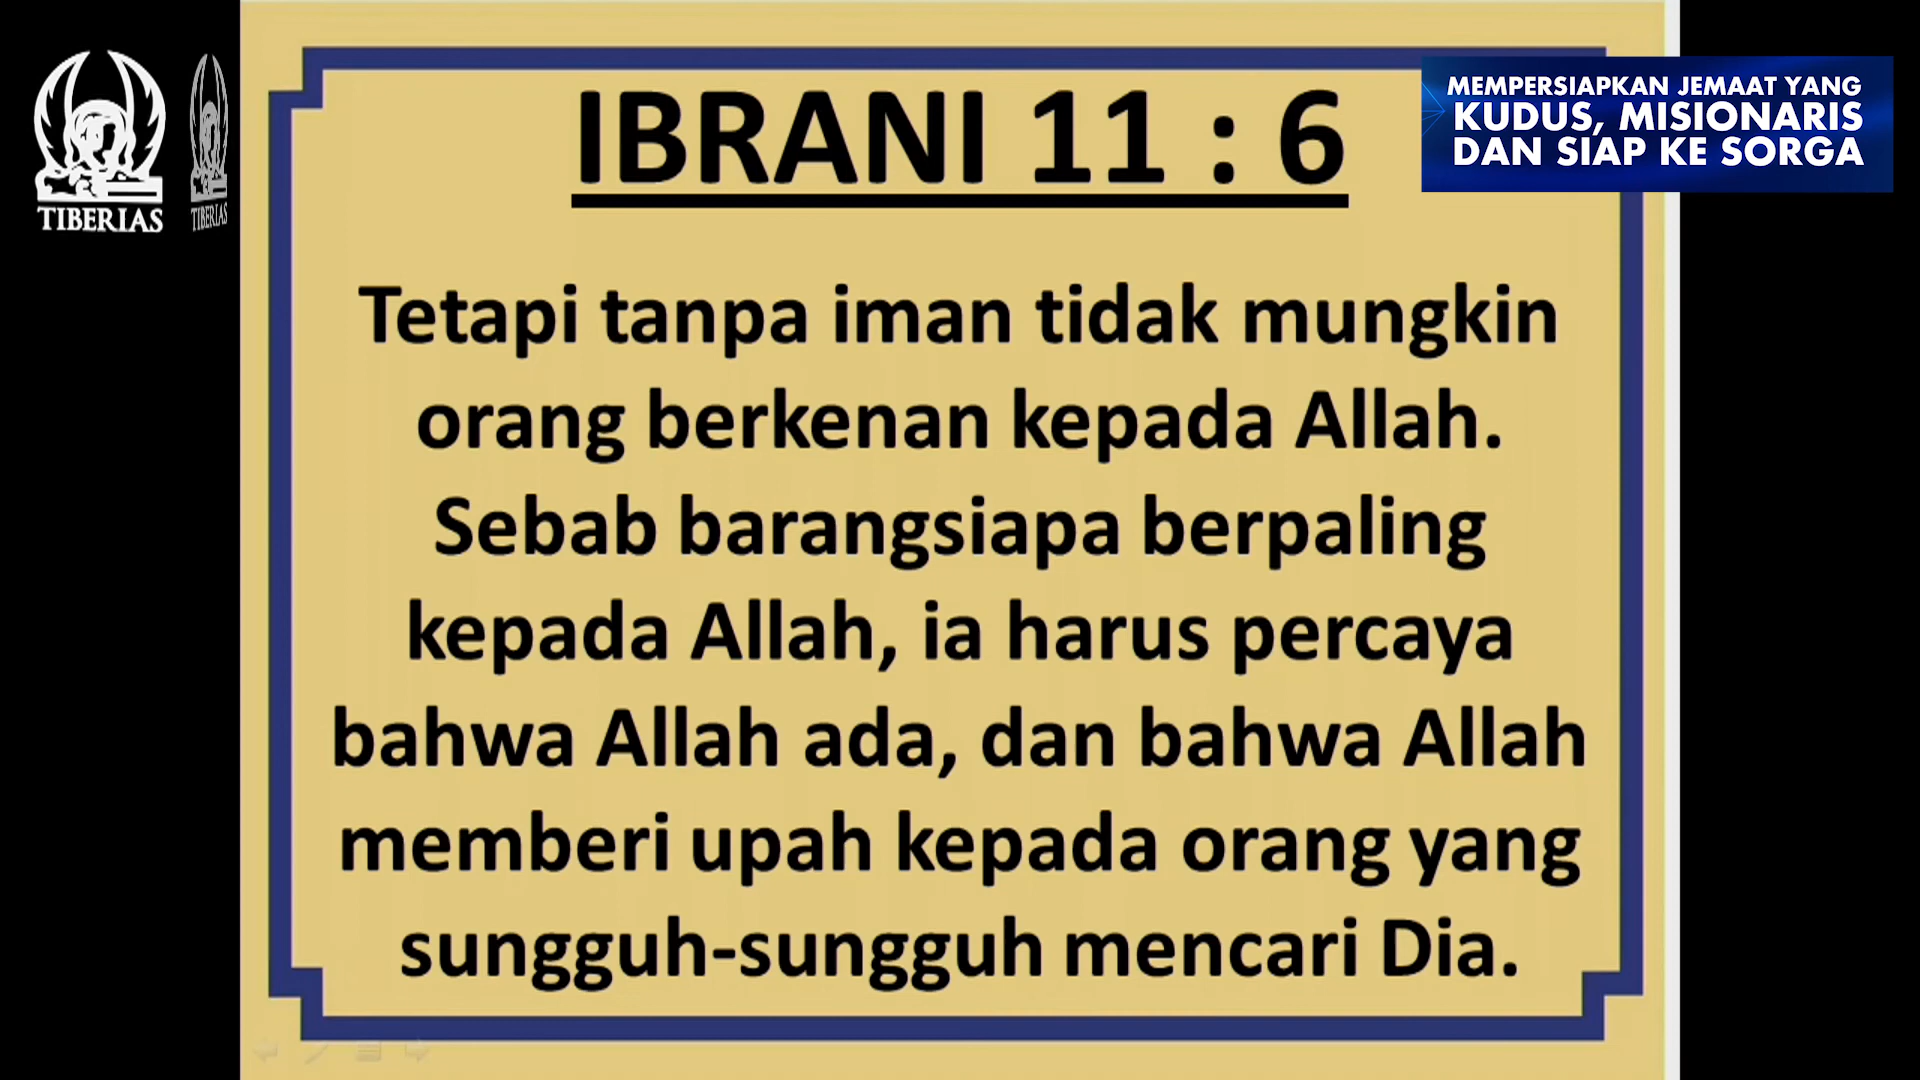 TIBERIAS
TIBERIAS
MEMPERSIAPKAN JEMAAT YANG
KUDUS, MISIONARIS
DAN SIAP KE SORGA
IBRANI 11 : 6
Tetapi tanpa iman tidak mungkin
orang berkenan kepada Allah.
Sebab barangsiapa berpaling
kepada Allah, ia harus percaya
bahwa Allah ada, dan bahwa Allah
memberi upah kepada orang yang
sungguh-sungguh mencari Dia.